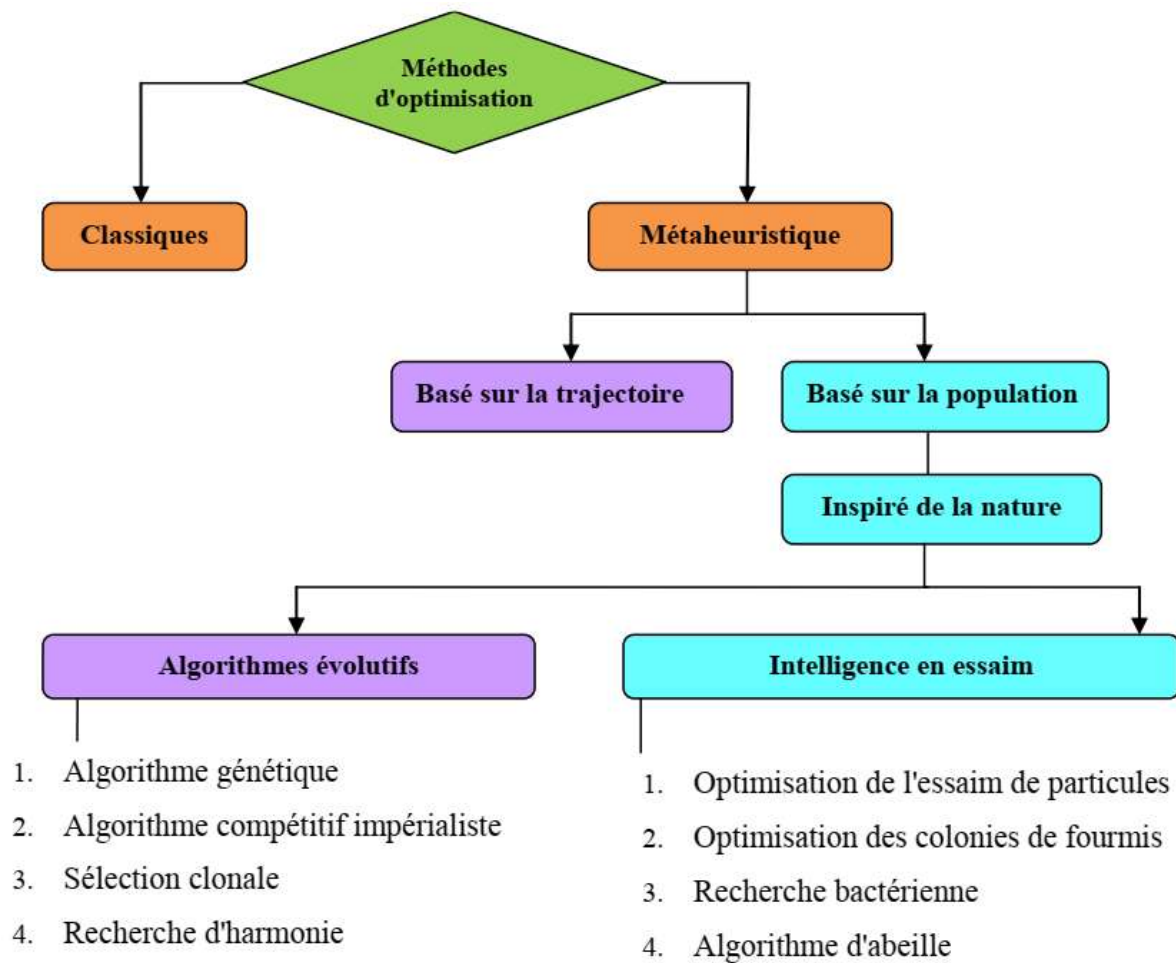 Méthodes
d'optimisation
Classiques
Métaheuristique
Basé sur la trajectoire
Basé sur la population
Inspiré de la nature
Algorithmes évolutifs
Intelligence en essaim
1. Algorithme génétique
2. Algorithme compétitif impérialiste
3. Sélection clonale
4. Recherche d'harmonie
1. Optimisation de l'essaim de particules
2. Optimisation des colonies de fourmis
3. Recherche bactérienne
4. Algorithme d'abeille